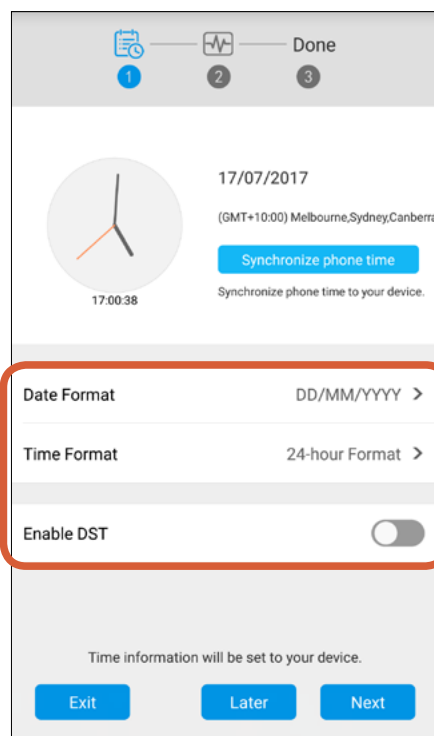 Done
1 2 3
17/07/2017
(GMT+10:00) Melbourne,Sydney,Canberra
Synchronize phone time
17:00:38
Synchronize phone time to your device.
Date Format DD/MM/YYYY >
Time Format 24-hour Format >
Enable DST
Time information will be set to your device.
Exit Later Next